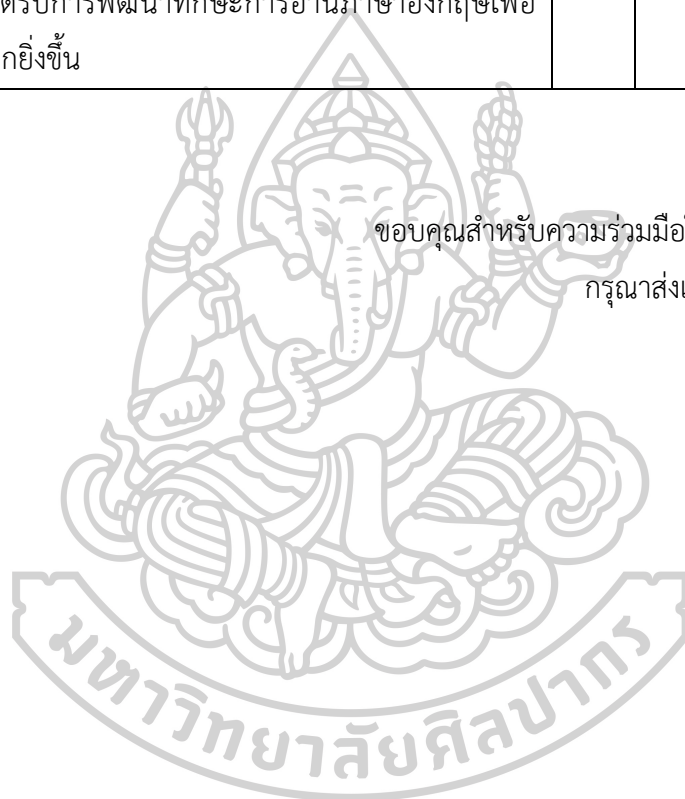 ด้รับการพัฒนาทักษะการอ่านภาษาอังกฤษเพื่อ
กยิ่งขึ้น
ขอบคุณสำหรับความร่วมมือ
กรุณาส่ง
มหาวิทยาลัยศิลปากร